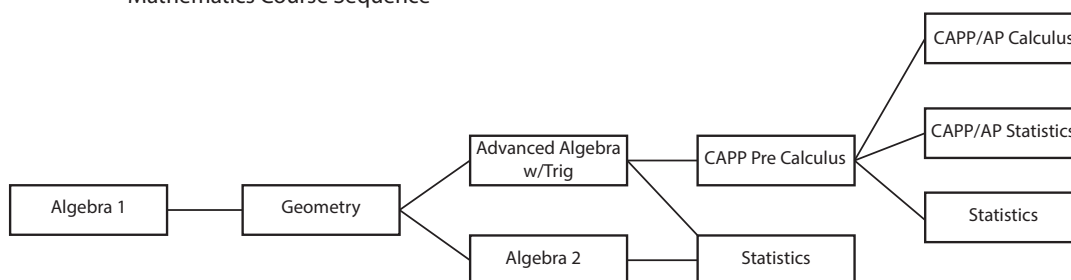 Mathematics Course Sequence
CAPP/AP Calculus
CAPP/AP Statistics
Advanced Algebra
w/Trig
CAPP Pre Calculus
Algebra 1
Geometry
Statistics
Algebra 2
Statistics